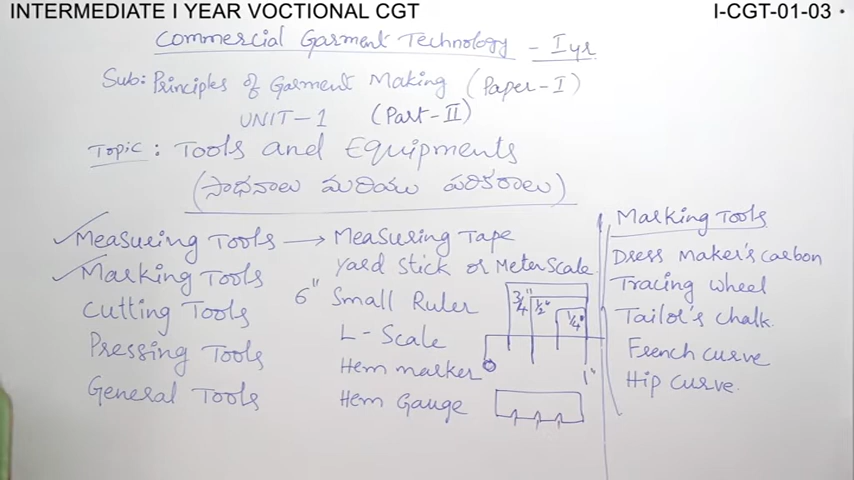 INTERMEDIATE I YEAR VOCTIONAL CGT
I-CGT-01-03
Commercial Garment Technology - I yr
Sub: Principles of Garment Making (Paper-I)
UNIT-1 (Part-II)
Topic: Tools and Equipments
(సాధనాలు మరియు పరికరాలు)
Measuring Tools → Measuring Tape
Marking Tools
Cutting Tools
Pressing Tools
General Tools
Yard Stick or Meter Scale
6" Small Ruler
L-Scale
Hem marker
Hem Gauge
3/4" 1/2" 1/4"
1"
Marking Tools
Dress maker's carbon
Tracing wheel
Tailor's chalk
French curve
Hip curve